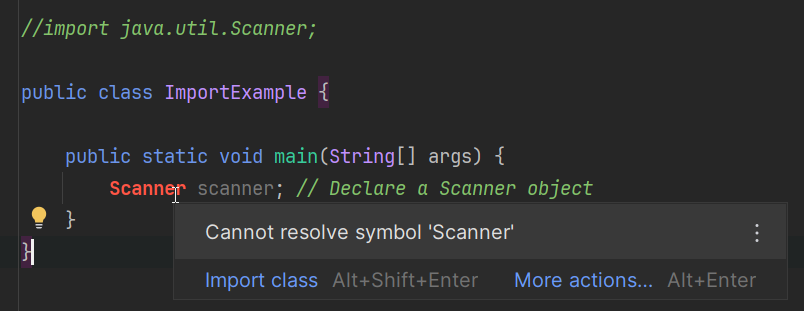 //import java.util.Scanner;
public class ImportExample {
public static void main(String[] args) {
Scanner scanner; // Declare a Scanner object
}
}
Cannot resolve symbol 'Scanner'
Import class Alt+Shift+Enter More actions... Alt+Enter